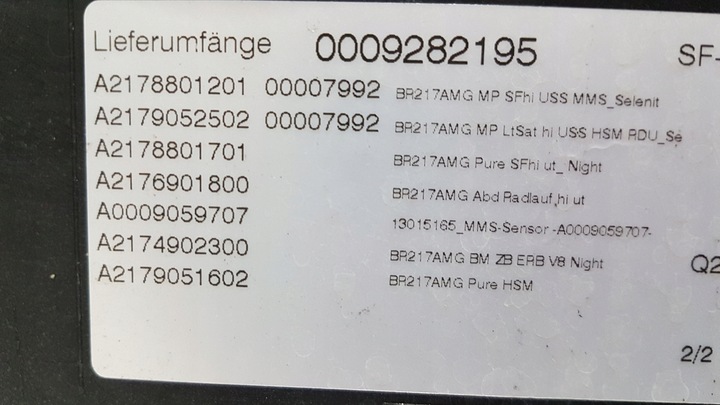 Lieferumfänge 0009282195 SF-
A2178801201 00007992 BR217AMG MP SFhi USS MMS_Selenit
A2179052502 00007992 BR217AMG MP LtSat hi USS HSM RDU_Se
A2178801701 BR217AMG Pure SFhi ut_ Night
A2176901800 BR217AMG Abd Radlauf,hi ut
A0009059707 13015165_MMS-Sensor -A0009059707-
A2174902300 BR217AMG BM ZB ERB V8 Night Q2
A2179051602 BR217AMG Pure HSM
2/2